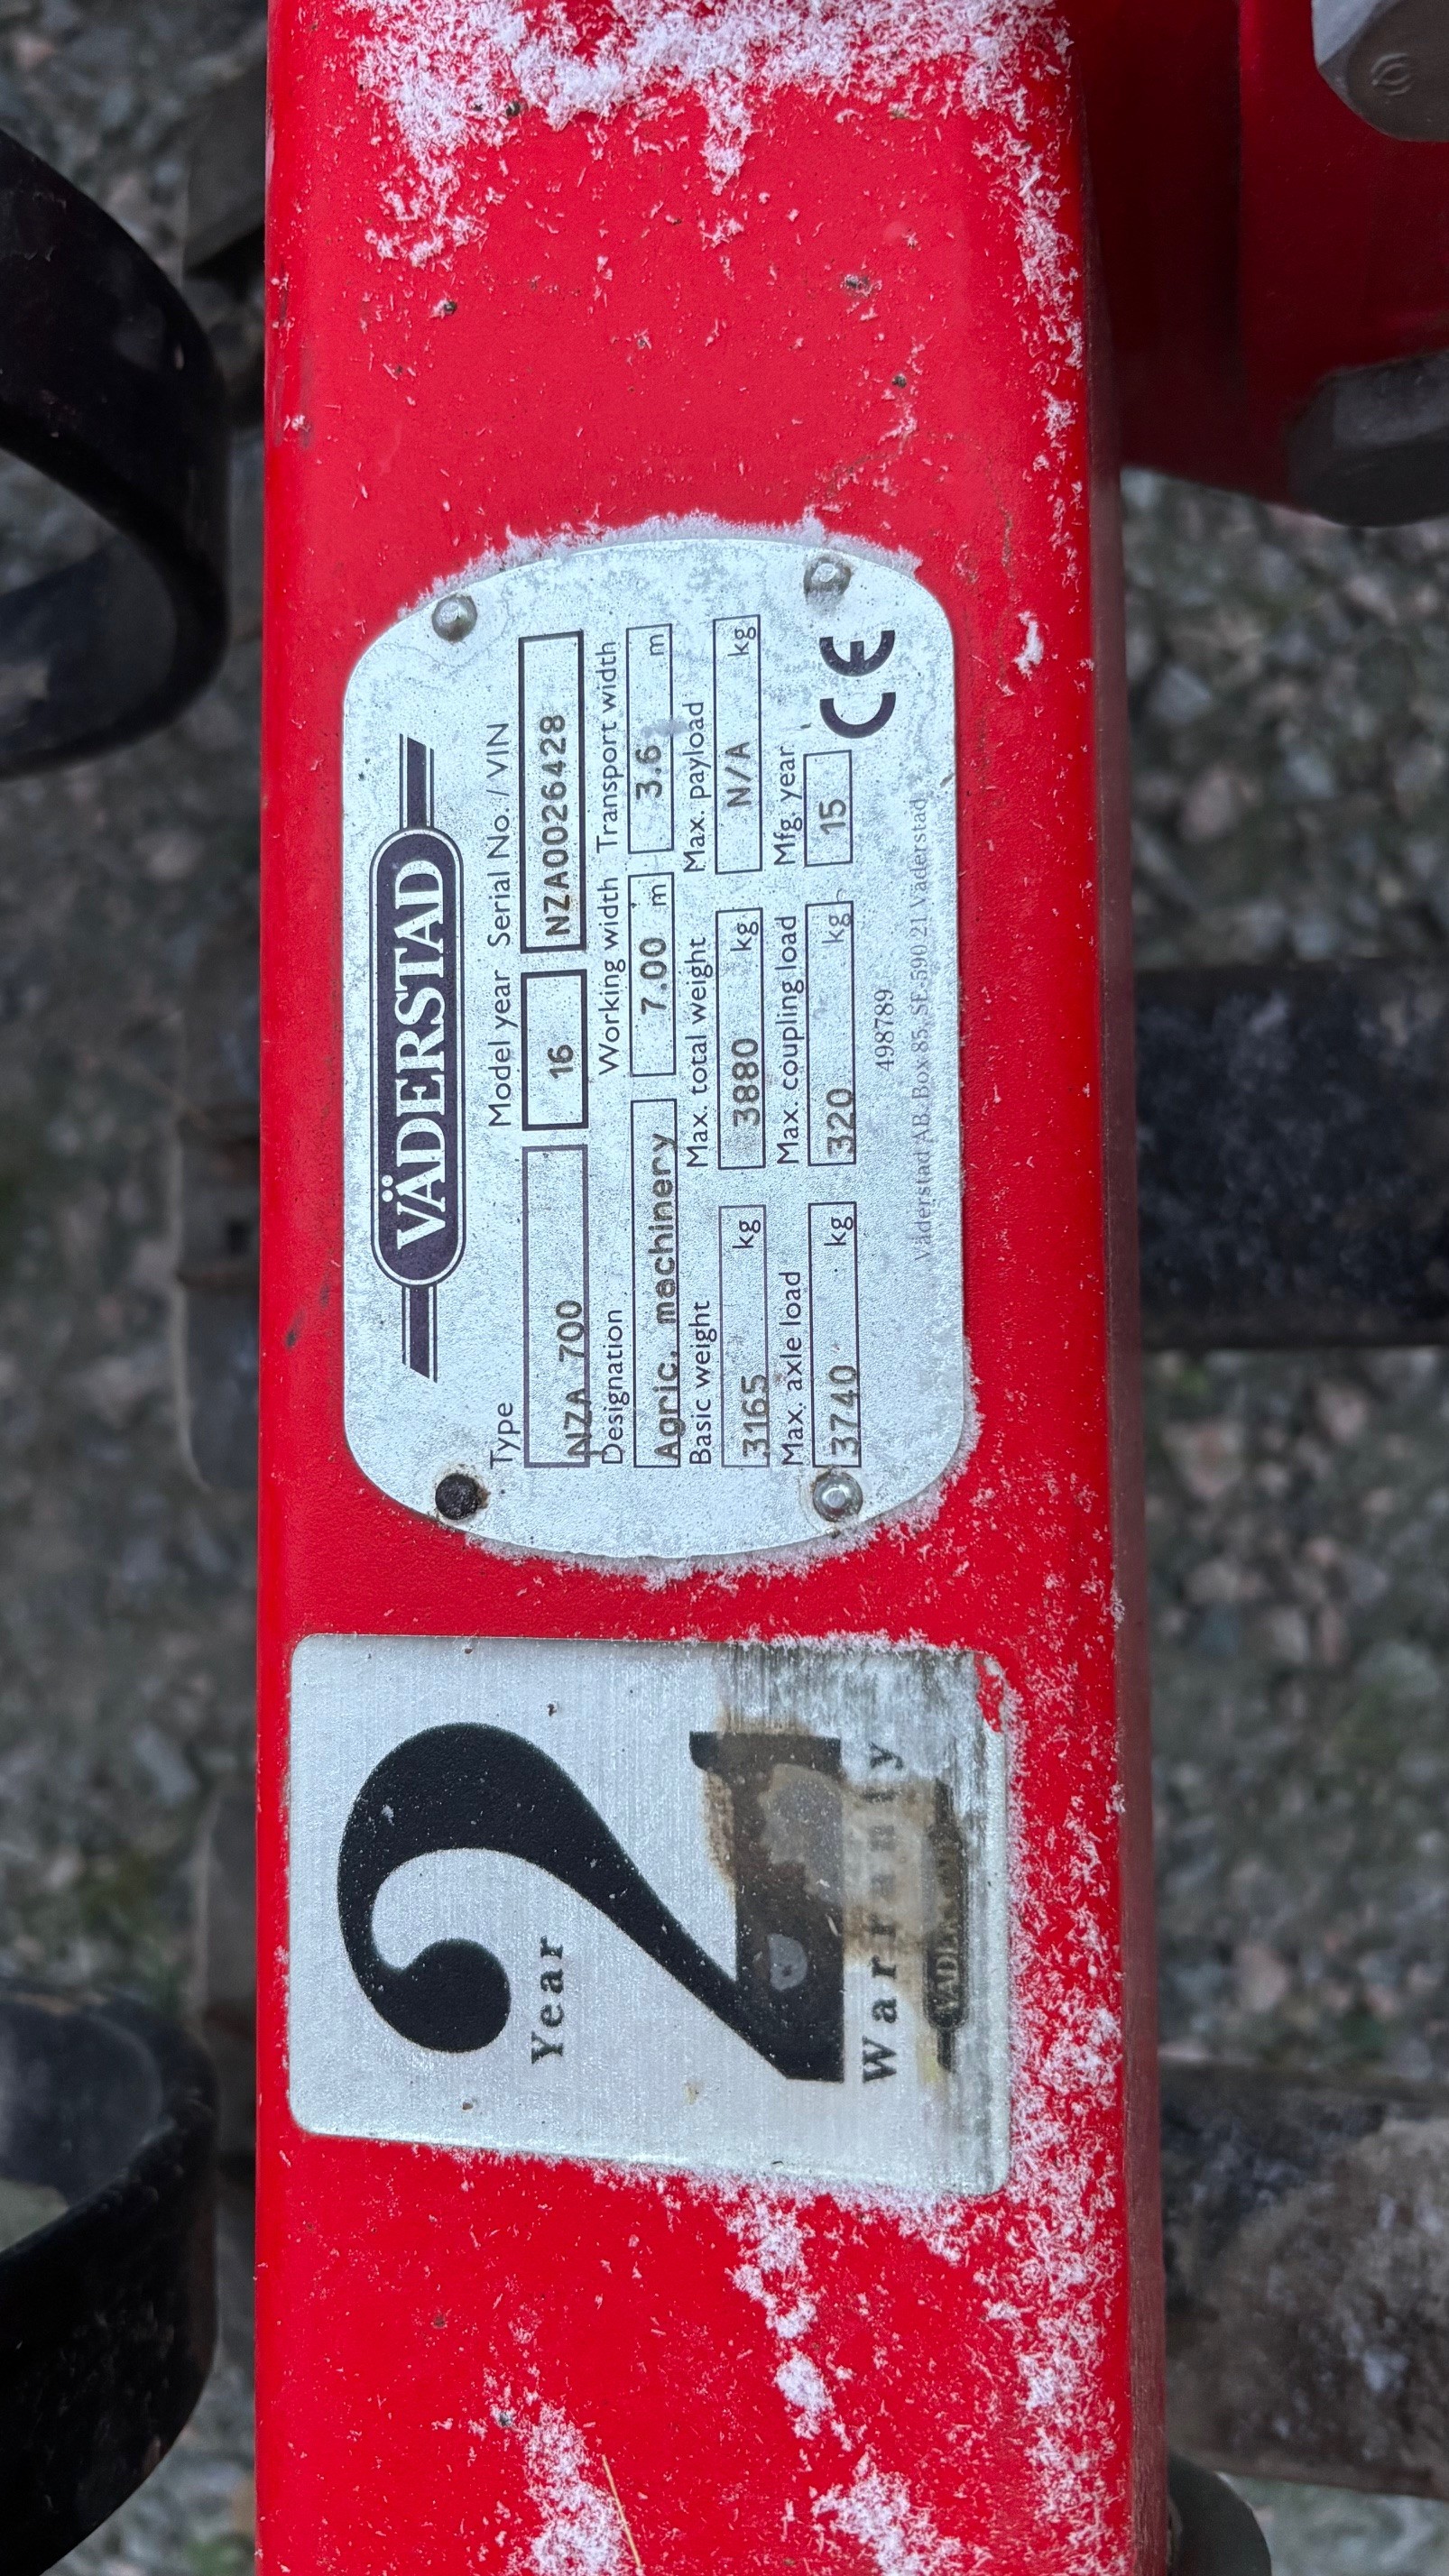 VÄDERSTAD
Type Model year Serial No. / VIN
NZA 700 16 NZA0026428
Designation Working width Transport width
Agric. machinery 7.00 m 3.6 m
Basic weight Max. total weight Max. payload
3165 kg 3880 kg N/A kg
Max. axle load Max. coupling load Mfg year
3740 kg 320 kg 15 CE
498789
Väderstad AB, Box 85, SE-590 21 Väderstad
2
Year
Warranty